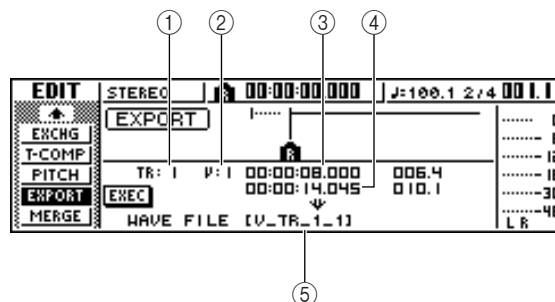 ① ② ③ ④
EDIT STEREO 00:00:00.000 ♩=100.1 2/4 001.1
EXCHG EXPORT
T-COMP
PITCH TR: 1 V:1 00:00:08.000 006.4
EXPORT EXEC 00:00:14.045 010.1
MERGE WAVE FILE [V_TR_1_1] L R
⑤